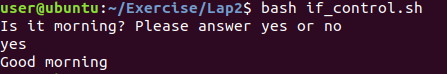 user@ubuntu:~/Exercise/Lap2$ bash if_control.sh
Is it morning? Please answer yes or no
yes
Good morning